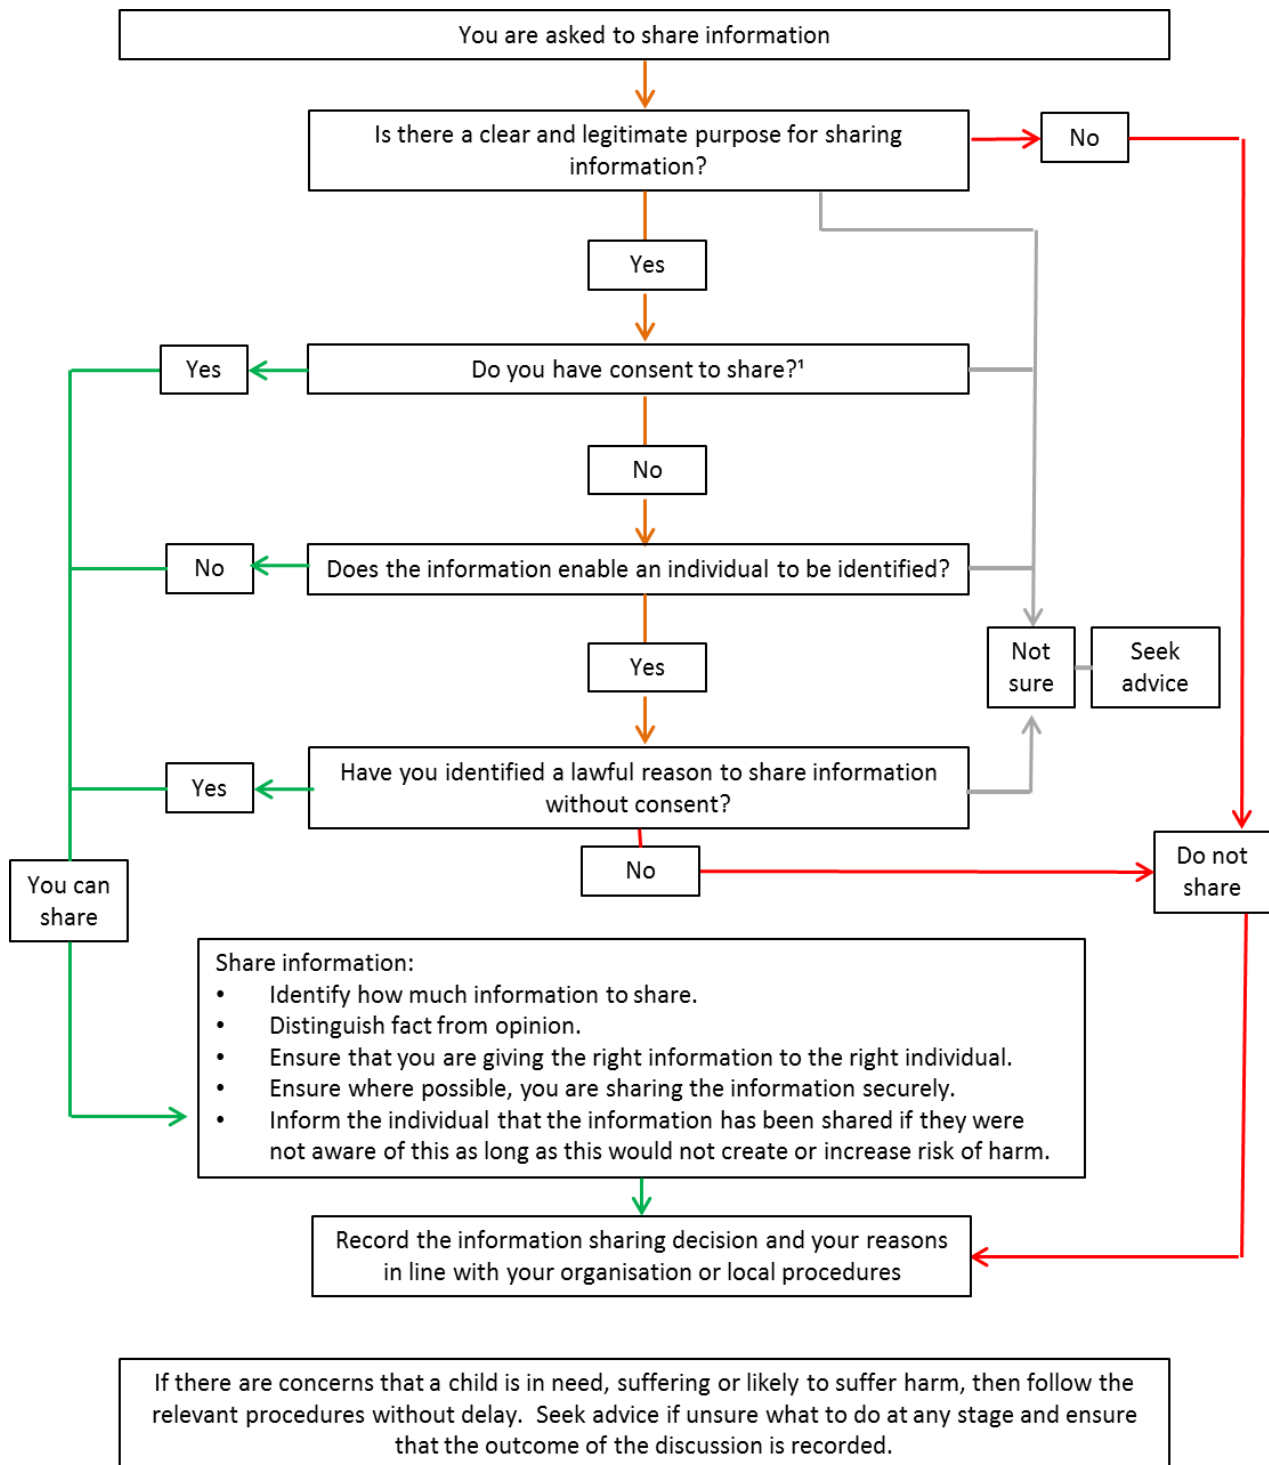 You are asked to share information
Is there a clear and legitimate purpose for sharing
information?
No
Yes
Yes
Do you have consent to share?¹
No
No
Does the information enable an individual to be identified?
Yes
Not
sure
Seek
advice
Yes
Have you identified a lawful reason to share information
without consent?
No
Do not
share
You can
share
Share information:
• Identify how much information to share.
• Distinguish fact from opinion.
• Ensure that you are giving the right information to the right individual.
• Ensure where possible, you are sharing the information securely.
• Inform the individual that the information has been shared if they were
not aware of this as long as this would not create or increase risk of harm.
Record the information sharing decision and your reasons
in line with your organisation or local procedures
If there are concerns that a child is in need, suffering or likely to suffer harm, then follow the
relevant procedures without delay.  Seek advice if unsure what to do at any stage and ensure
that the outcome of the discussion is recorded.